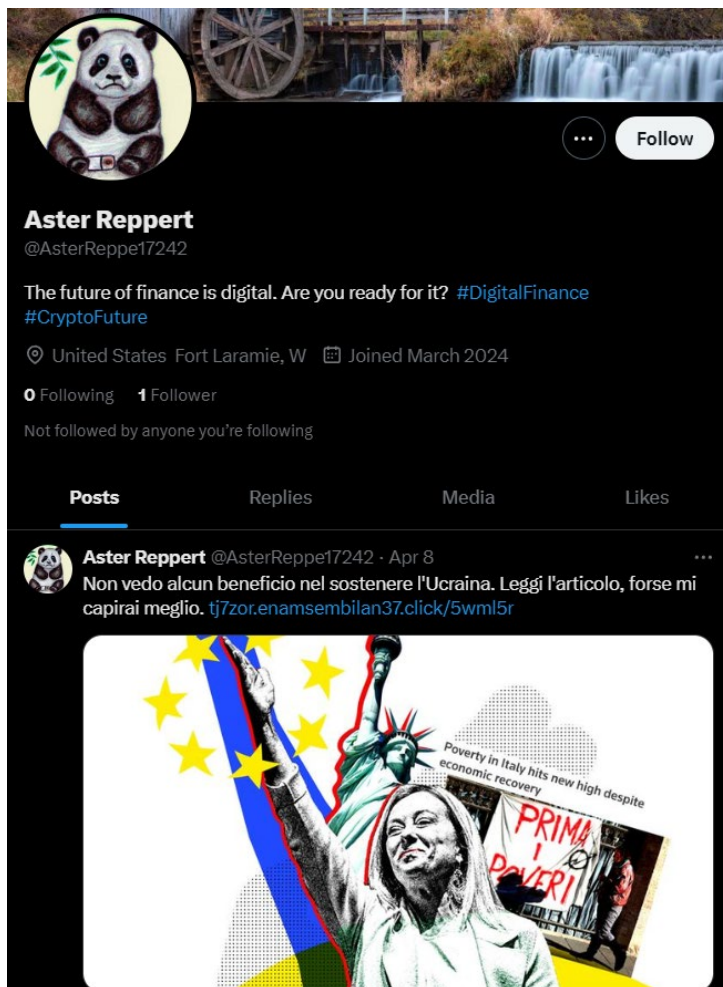 Follow
Aster Reppert
@AsterReppe17242
The future of finance is digital. Are you ready for it? #DigitalFinance
#CryptoFuture
United States Fort Laramie, W Joined March 2024
0 Following 1 Follower
Not followed by anyone you're following
Posts Replies Media Likes
Aster Reppert @AsterReppe17242 · Apr 8
Non vedo alcun beneficio nel sostenere l'Ucraina. Leggi l'articolo, forse mi
capirai meglio. tj7zor.enamsembilan37.click/5wml5r
Poverty in Italy hits new high despite
economic recovery
PRIMA
I
POVERI